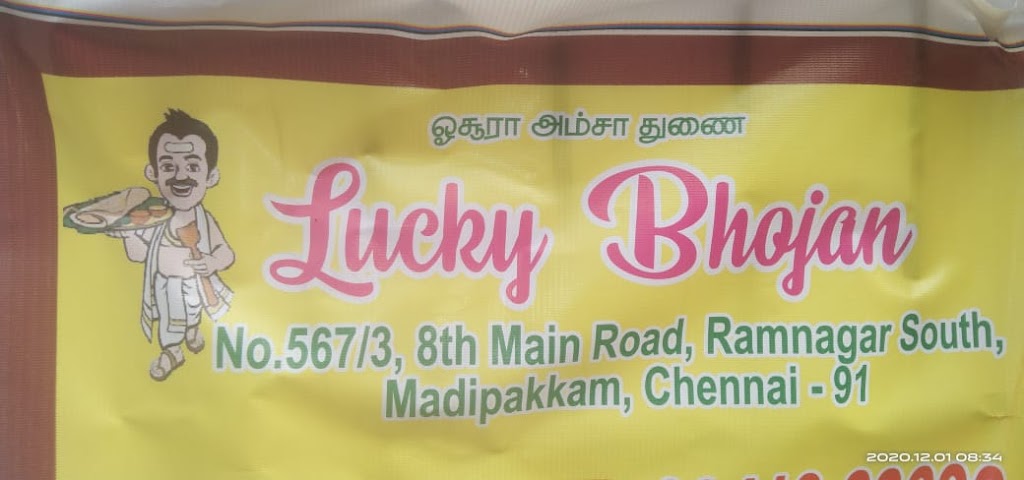 ஓசூரா அம்சா துணை
Lucky Bhojan
No.567/3, 8th Main Road, Ramnagar South,
Madipakkam, Chennai - 91
2020.12.01 08:34